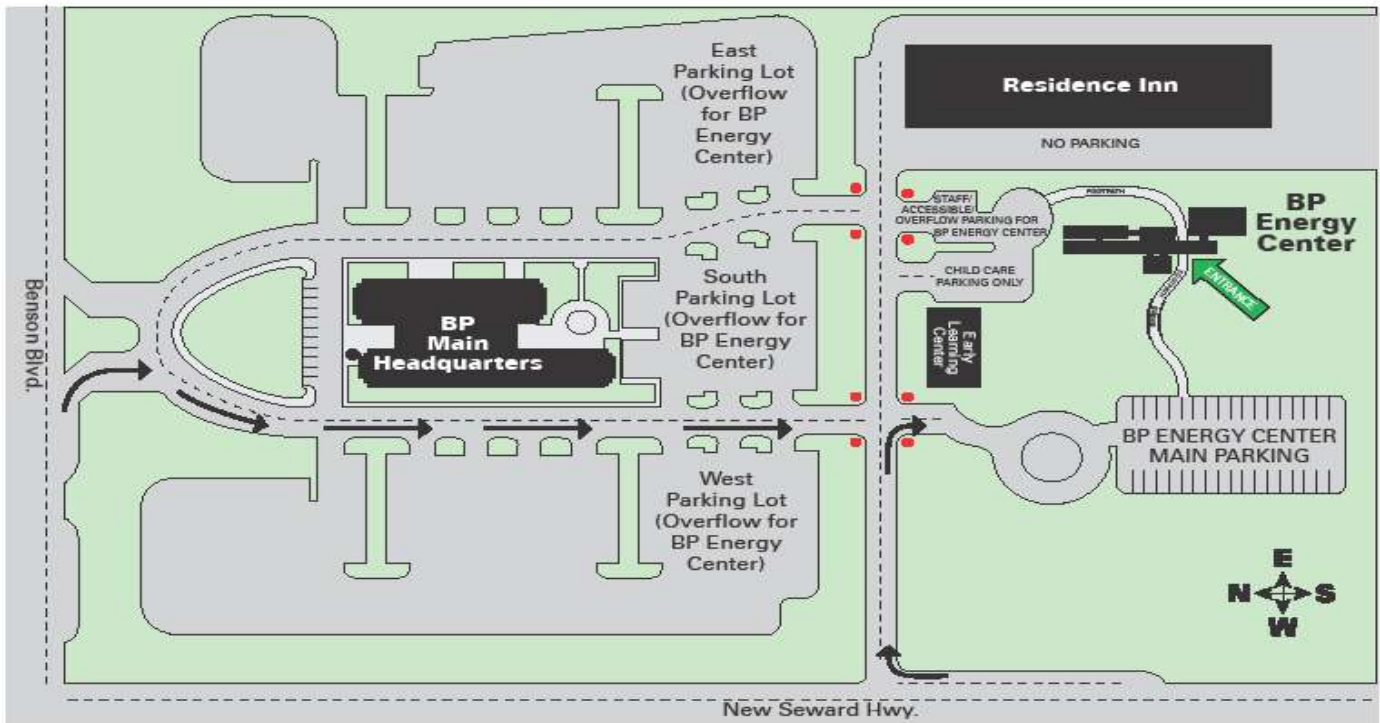 East
Parking Lot
(Overflow
for BP
Energy
Center)
Residence Inn
NO PARKING
FOOTPATH
STAFF/
ACCESSIBLE/
OVERFLOW PARKING FOR
BP ENERGY CENTER
BP
Energy
Center
ENTRANCE
CHILD CARE
PARKING ONLY
Benson Blvd.
BP
Main
Headquarters
South
Parking Lot
(Overflow for
BP Energy
Center)
Early
Learning
Center
BP ENERGY CENTER
MAIN PARKING
West
Parking Lot
(Overflow for
BP Energy
Center)
E
N S
W
New Seward Hwy.